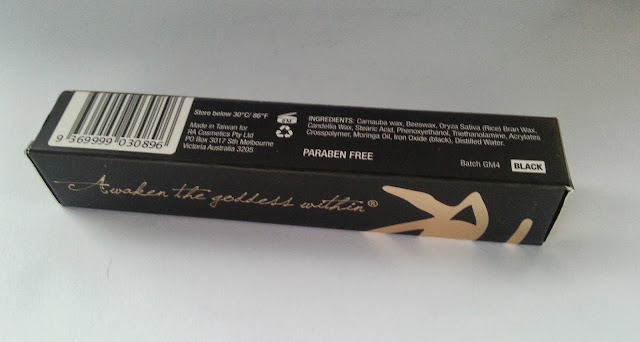 9 369999 030896
Store below 30°C/ 86°F
Made in Taiwan for
RA Cosmetics Pty Ltd
PO Box 3017 Sth Melbourne
Victoria Australia 3205
6M
INGREDIENTS: Carnauba wax, Beeswax, Oryza Sativa (Rice) Bran Wax,
Candelilla Wax, Stearic Acid, Phenoxyethanol, Triethanolamine, Acrylates
Crosspolymer, Moringa Oil, Iron Oxide (black), Distilled Water.
PARABEN FREE
Batch GM4
BLACK
Awaken the goddess within®